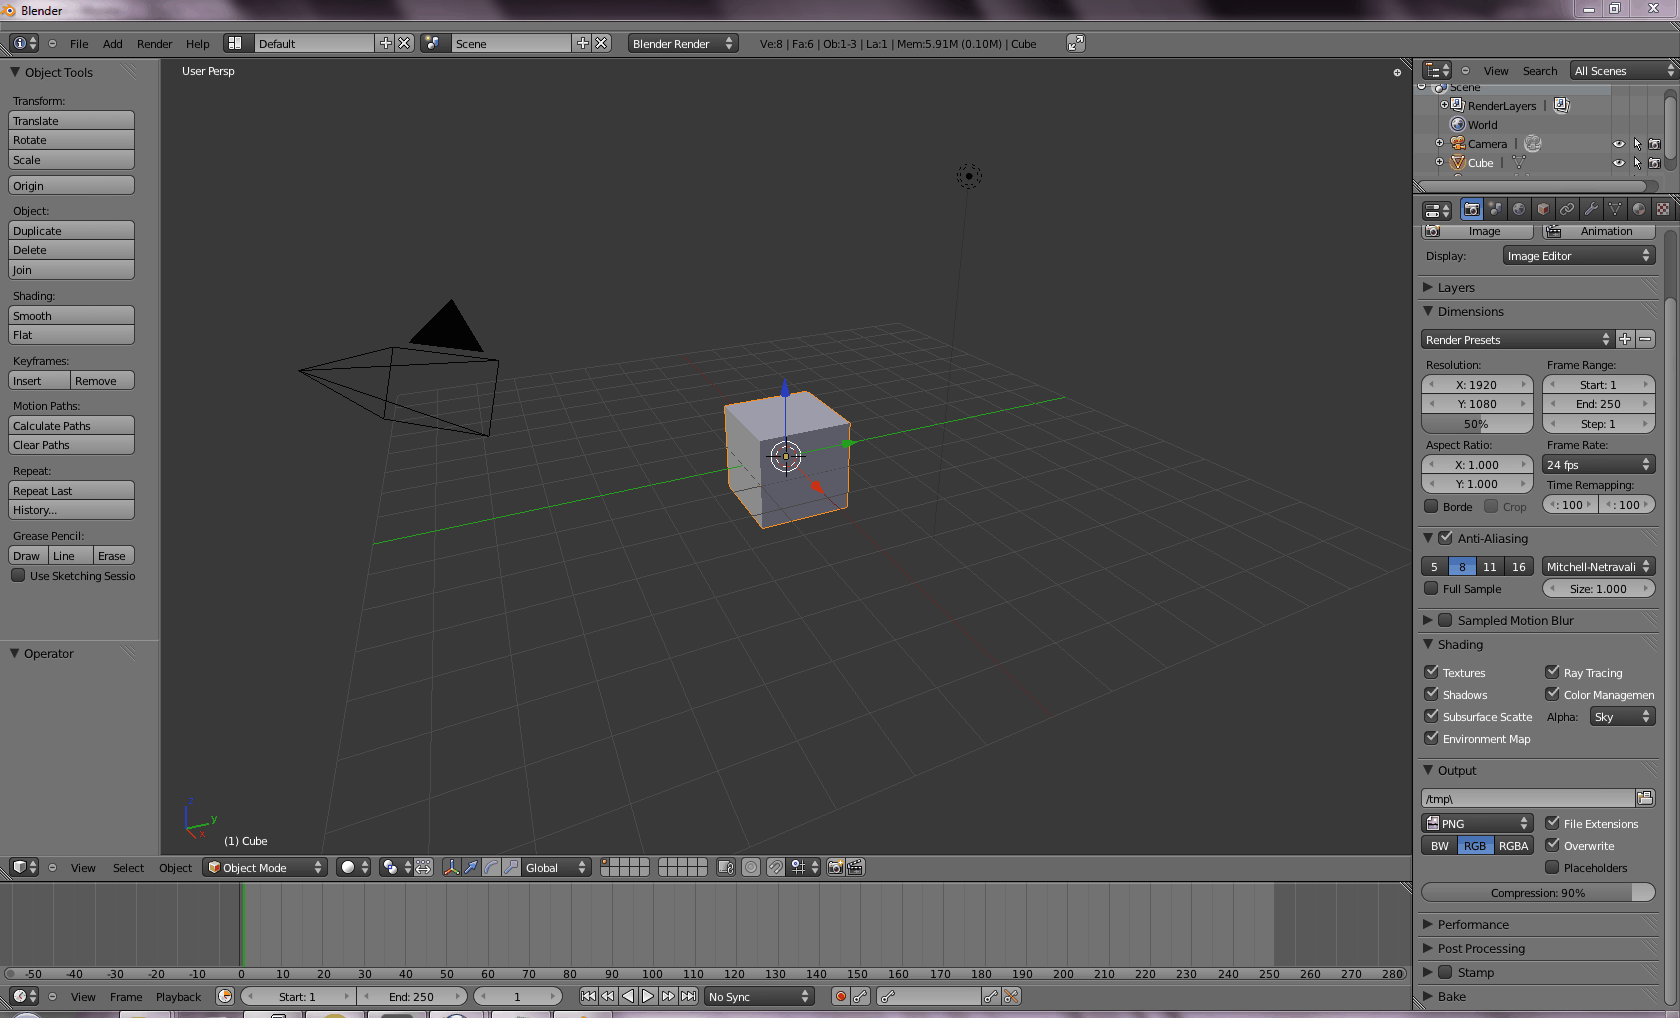 Blender
File Add Render Help Default Scene Blender Render Ve:8 | Fa:6 | Ob:1-3 | La:1 | Mem:5.91M (0.10M) | Cube
Object Tools
Transform:
Translate
Rotate
Scale
Origin
Object:
Duplicate
Delete
Join
Shading:
Smooth
Flat
Keyframes:
Insert Remove
Motion Paths:
Calculate Paths
Clear Paths
Repeat:
Repeat Last
History...
Grease Pencil:
Draw Line Erase
Use Sketching Sessio
Operator
User Persp
z
y
x
(1) Cube
View Select Object Object Mode Global
-50 -40 -30 -20 -10 0 10 20 30 40 50 60 70 80 90 100 110 120 130 140 150 160 170 180 190 200 210 220 230 240 250 260 270 280
View Frame Playback Start: 1 End: 250 1 No Sync
View Search All Scenes
Scene
RenderLayers |
World
Camera |
Cube |
Image Animation
Display: Image Editor
Layers
Dimensions
Render Presets
Resolution: Frame Range:
X: 1920 Start: 1
Y: 1080 End: 250
50% Step: 1
Aspect Ratio: Frame Rate:
X: 1.000 24 fps
Y: 1.000 Time Remapping:
Borde Crop : 100 : 100
Anti-Aliasing
5 8 11 16 Mitchell-Netravali
Full Sample Size: 1.000
Sampled Motion Blur
Shading
Textures Ray Tracing
Shadows Color Managemen
Subsurface Scatte Alpha: Sky
Environment Map
Output
/tmp\
PNG File Extensions
BW RGB RGBA Overwrite
Placeholders
Compression: 90%
Performance
Post Processing
Stamp
Bake